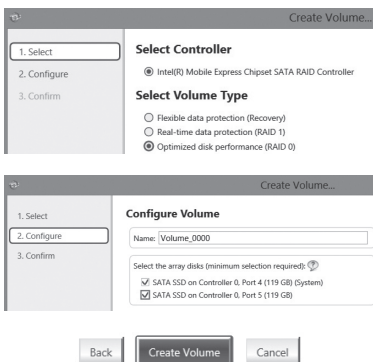 Create Volume...
1. Select
2. Configure
3. Confirm
Select Controller
Intel(R) Mobile Express Chipset SATA RAID Controller
Select Volume Type
Flexible data protection (Recovery)
Real-time data protection (RAID 1)
Optimized disk performance (RAID 0)
Create Volume...
1. Select
2. Configure
3. Confirm
Configure Volume
Name: Volume_0000
Select the array disks (minimum selection required):
SATA SSD on Controller 0, Port 4 (119 GB) (System)
SATA SSD on Controller 0, Port 5 (119 GB)
Back Create Volume Cancel